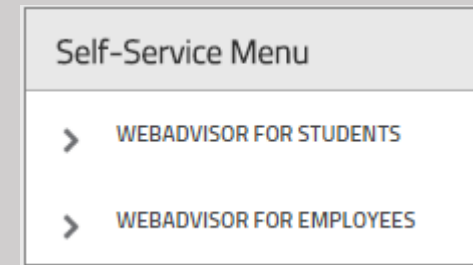 Self-Service Menu
WEBADVISOR FOR STUDENTS
WEBADVISOR FOR EMPLOYEES